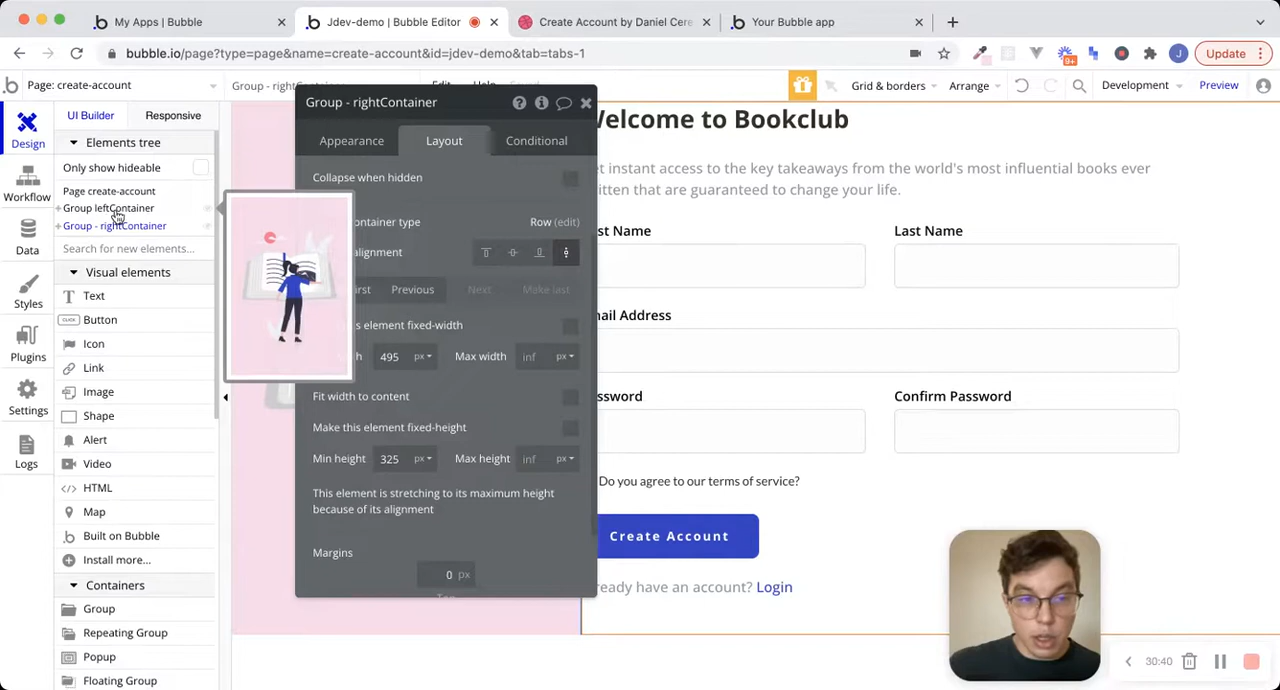 My Apps | Bubble
Jdev-demo | Bubble Editor
Create Account by Daniel Cere
Your Bubble app
bubble.io/page?type=page&name=create-account&id=jdev-demo&tab=tabs-1
9+
J
Update
Page: create-account
Edit
Help
Grid & borders
Arrange
Development
Preview
UI Builder
Responsive
Design
Workflow
Data
Styles
Plugins
Settings
Logs
Elements tree
Only show hideable
Page create-account
Group leftContainer
Group - rightContainer
Search for new elements...
Visual elements
Text
Button
Icon
Link
Image
Shape
Alert
Video
HTML
Map
Built on Bubble
Install more...
Containers
Group
Repeating Group
Popup
Floating Group
Group - rightContainer
Appearance
Layout
Conditional
Collapse when hidden
ontainer type
Row (edit)
alignment
irst
Previous
Next
Make last
s element fixed-width
h
495 px
Max width
inf px
Fit width to content
Make this element fixed-height
Min height
325 px
Max height
inf px
This element is stretching to its maximum height
because of its alignment
Margins
0 px
elcome to Bookclub
t instant access to the key takeaways from the world's most influential books ever
itten that are guaranteed to change your life.
st Name
Last Name
ail Address
ssword
Confirm Password
Do you agree to our terms of service?
Create Account
ready have an account? Login
30:40